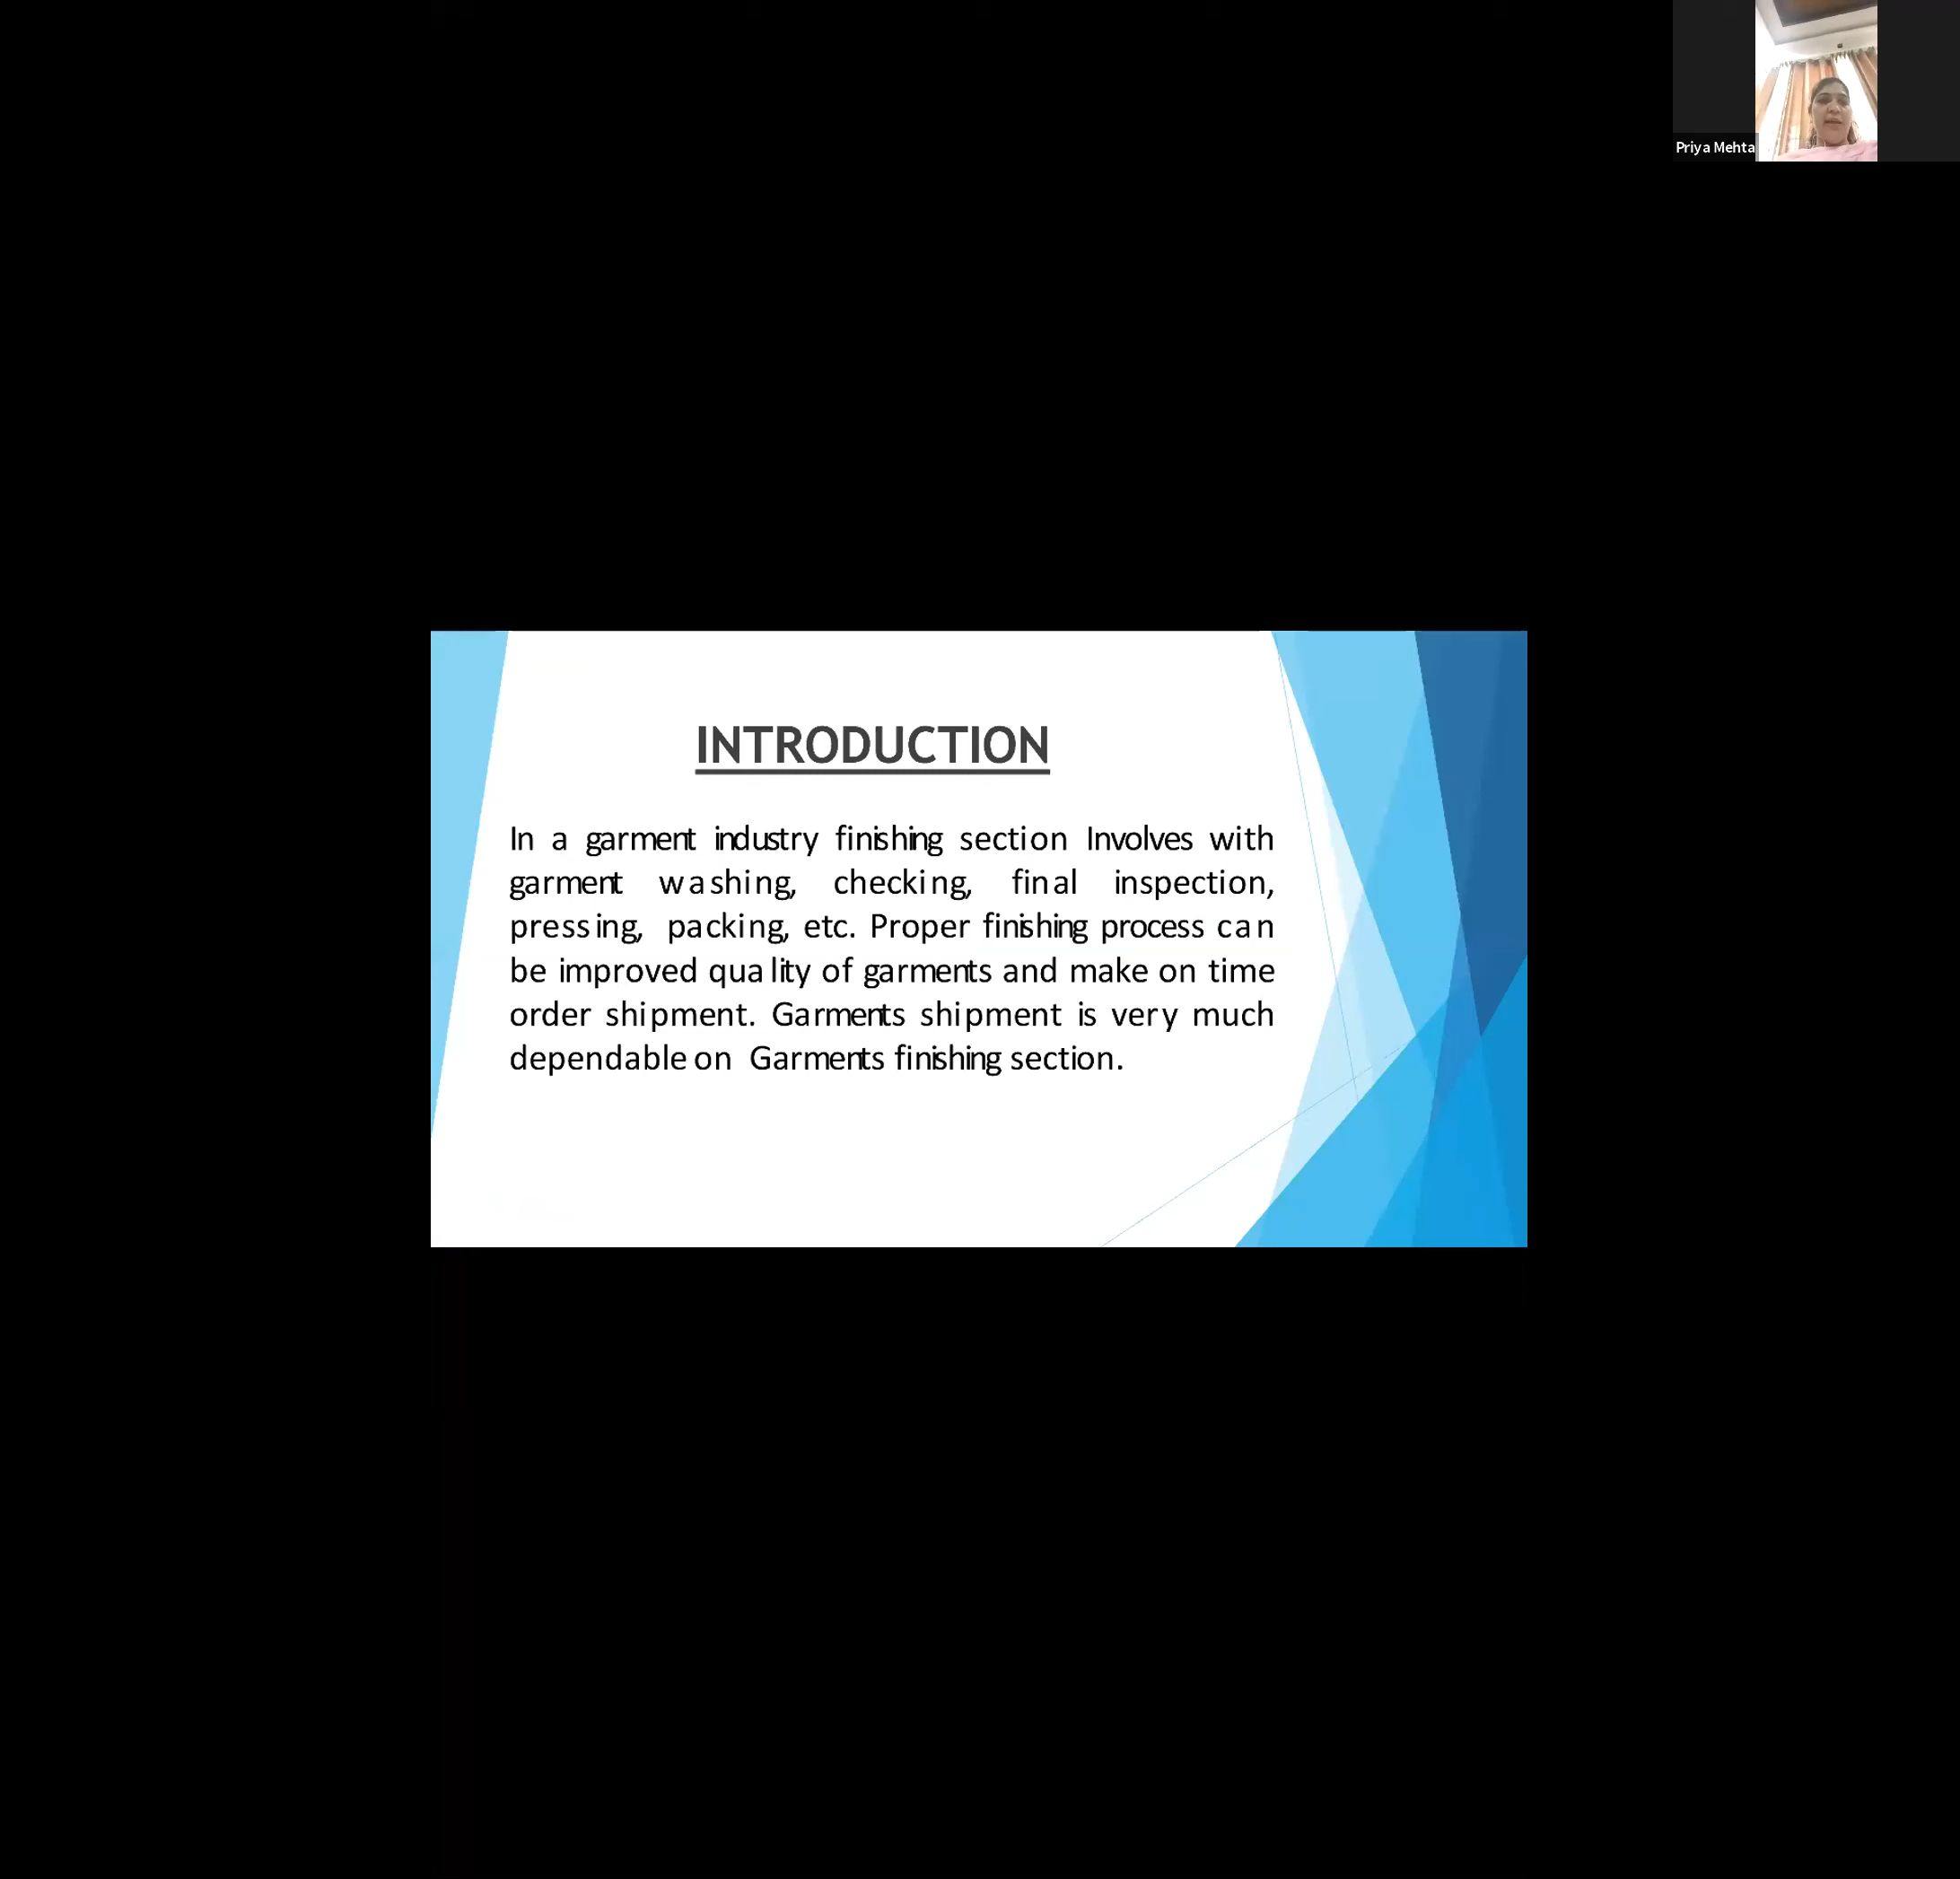 Priya Mehta
INTRODUCTION
In a garment industry finishing section Involves with
garment washing, checking, final inspection,
pressing, packing, etc. Proper finishing process can
be improved quality of garments and make on time
order shipment. Garments shipment is very much
dependable on Garments finishing section.